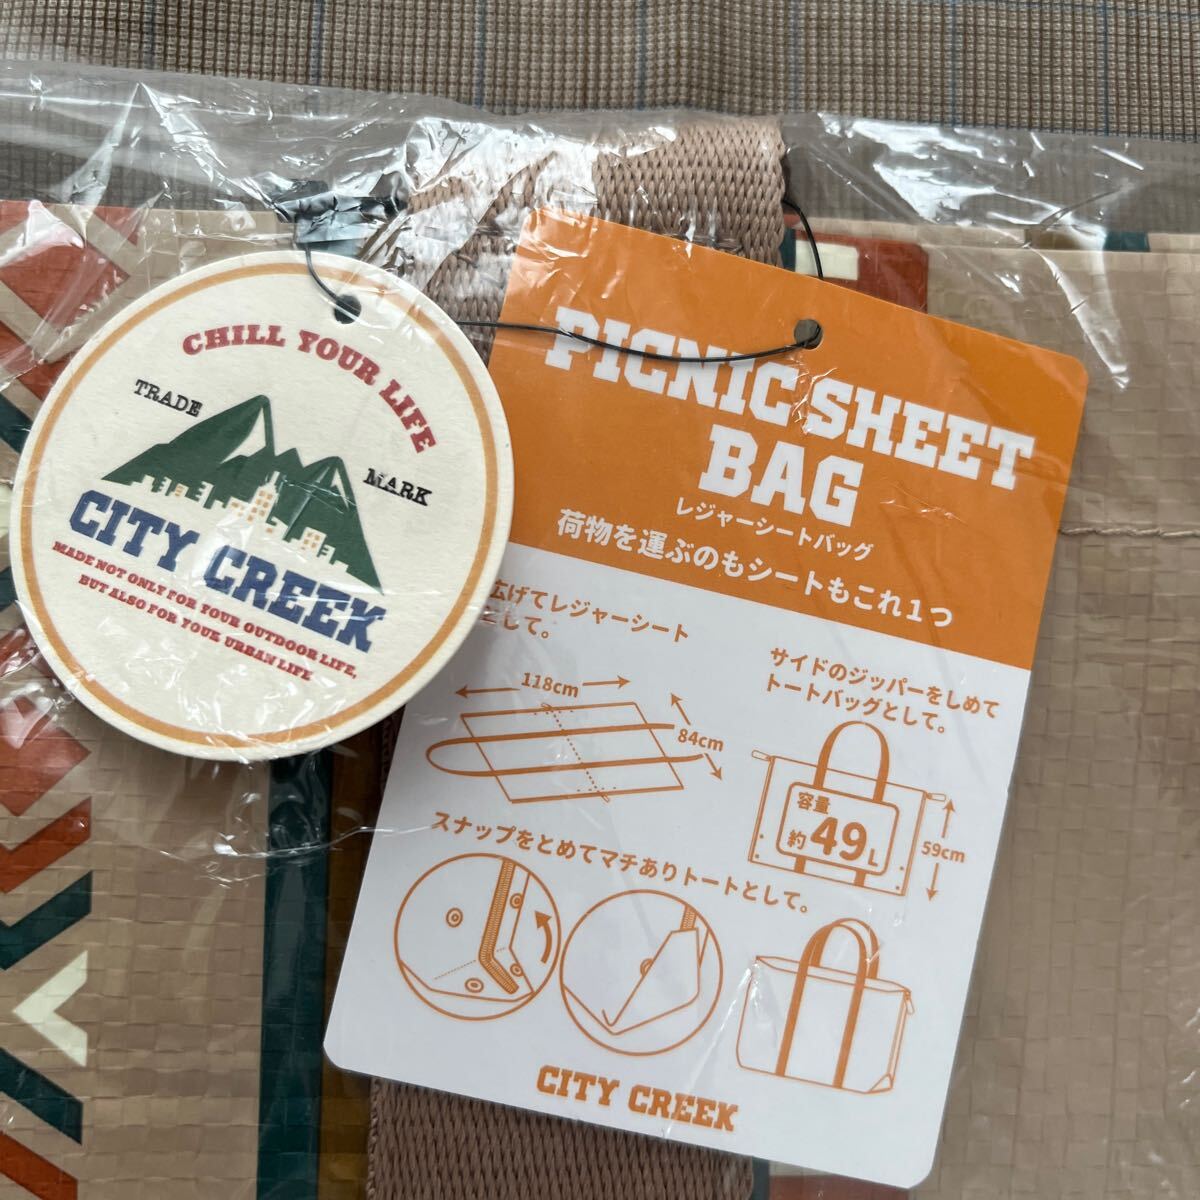 CHILL YOUR LIFE
TRADE
MARK
CITY CREEK
MADE NOT ONLY FOR YOUR OUTDOOR LIFE,
BUT ALSO FOR YOUR URBAN LIFE
PICNIC SHEET
BAG
レジャーシートバッグ
荷物を運ぶのもシートもこれ1つ
広げてレジャーシート
として。
118cm
84cm
サイドのジッパーをしめて
トートバッグとして。
容量
約49L
59cm
スナップをとめてマチありトートとして。
CITY CREEK